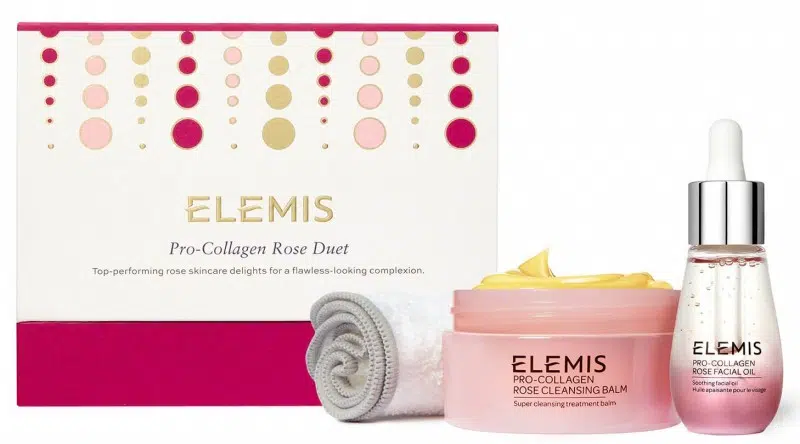 ELEMIS
Pro-Collagen Rose Duet
Top-performing rose skincare delights for a flawless-looking complexion.
ELEMIS
PRO-COLLAGEN
ROSE CLEANSING BALM
Super cleansing treatment balm
ELEMIS
PRO-COLLAGEN
ROSE FACIAL OIL
Soothing facial oil
Huile apaisante pour le visage